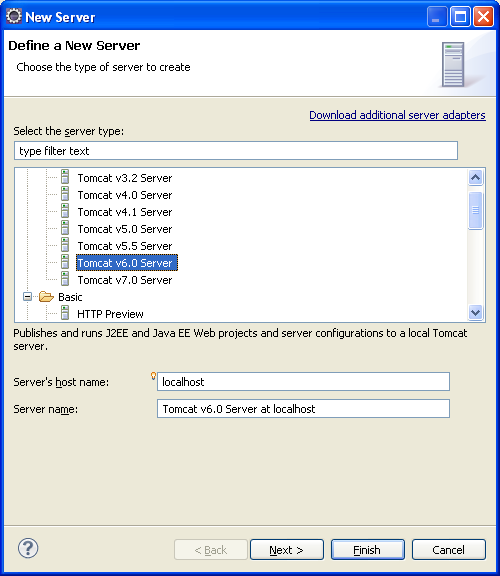 New Server
Define a New Server
Choose the type of server to create
Download additional server adapters
Select the server type:
type filter text
Tomcat v3.2 Server
Tomcat v4.0 Server
Tomcat v4.1 Server
Tomcat v5.0 Server
Tomcat v5.5 Server
Tomcat v6.0 Server
Tomcat v7.0 Server
Basic
HTTP Preview
Publishes and runs J2EE and Java EE Web projects and server configurations to a local Tomcat
server.
Server's host name: localhost
Server name: Tomcat v6.0 Server at localhost
? < Back Next > Finish Cancel